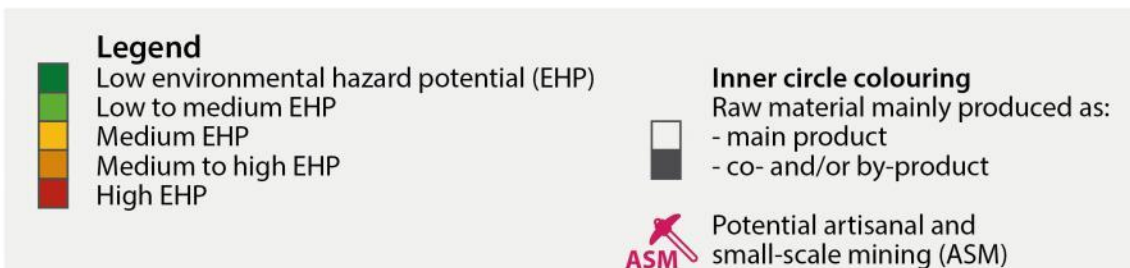 Legend
Low environmental hazard potential (EHP)
Low to medium EHP
Medium EHP
Medium to high EHP
High EHP
Inner circle colouring
Raw material mainly produced as:
- main product
- co- and/or by-product
ASM
Potential artisanal and
small-scale mining (ASM)